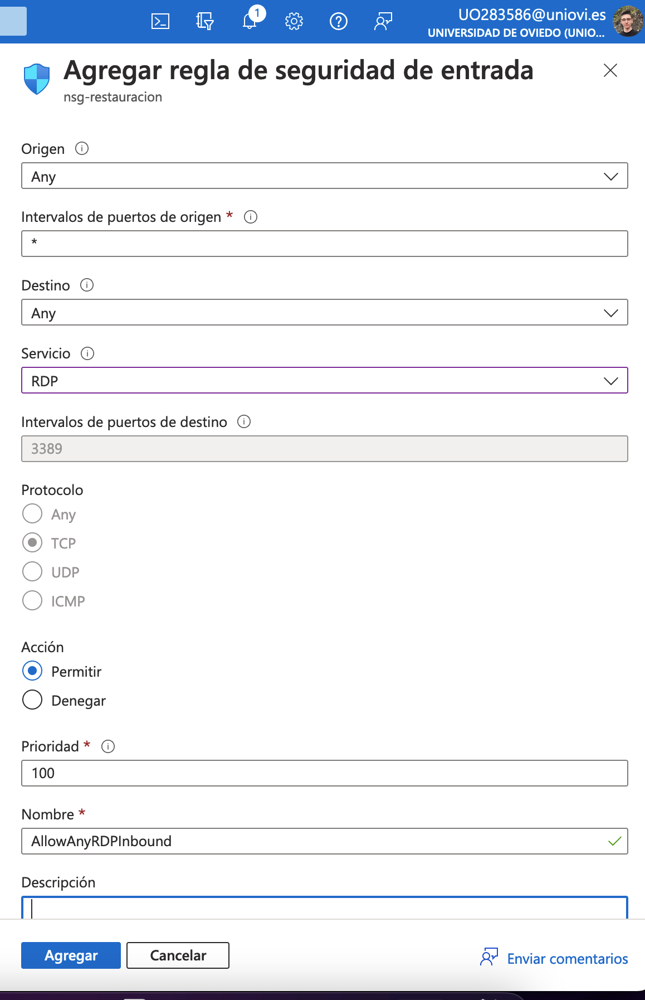 1
UO283586@uniovi.es
UNIVERSIDAD DE OVIEDO (UNIO...
Agregar regla de seguridad de entrada
nsg-restauracion
Origen
Any
Intervalos de puertos de origen *
*
Destino
Any
Servicio
RDP
Intervalos de puertos de destino
3389
Protocolo
Any
TCP
UDP
ICMP
Acción
Permitir
Denegar
Prioridad *
100
Nombre *
AllowAnyRDPInbound
Descripción
Agregar
Cancelar
Enviar comentarios